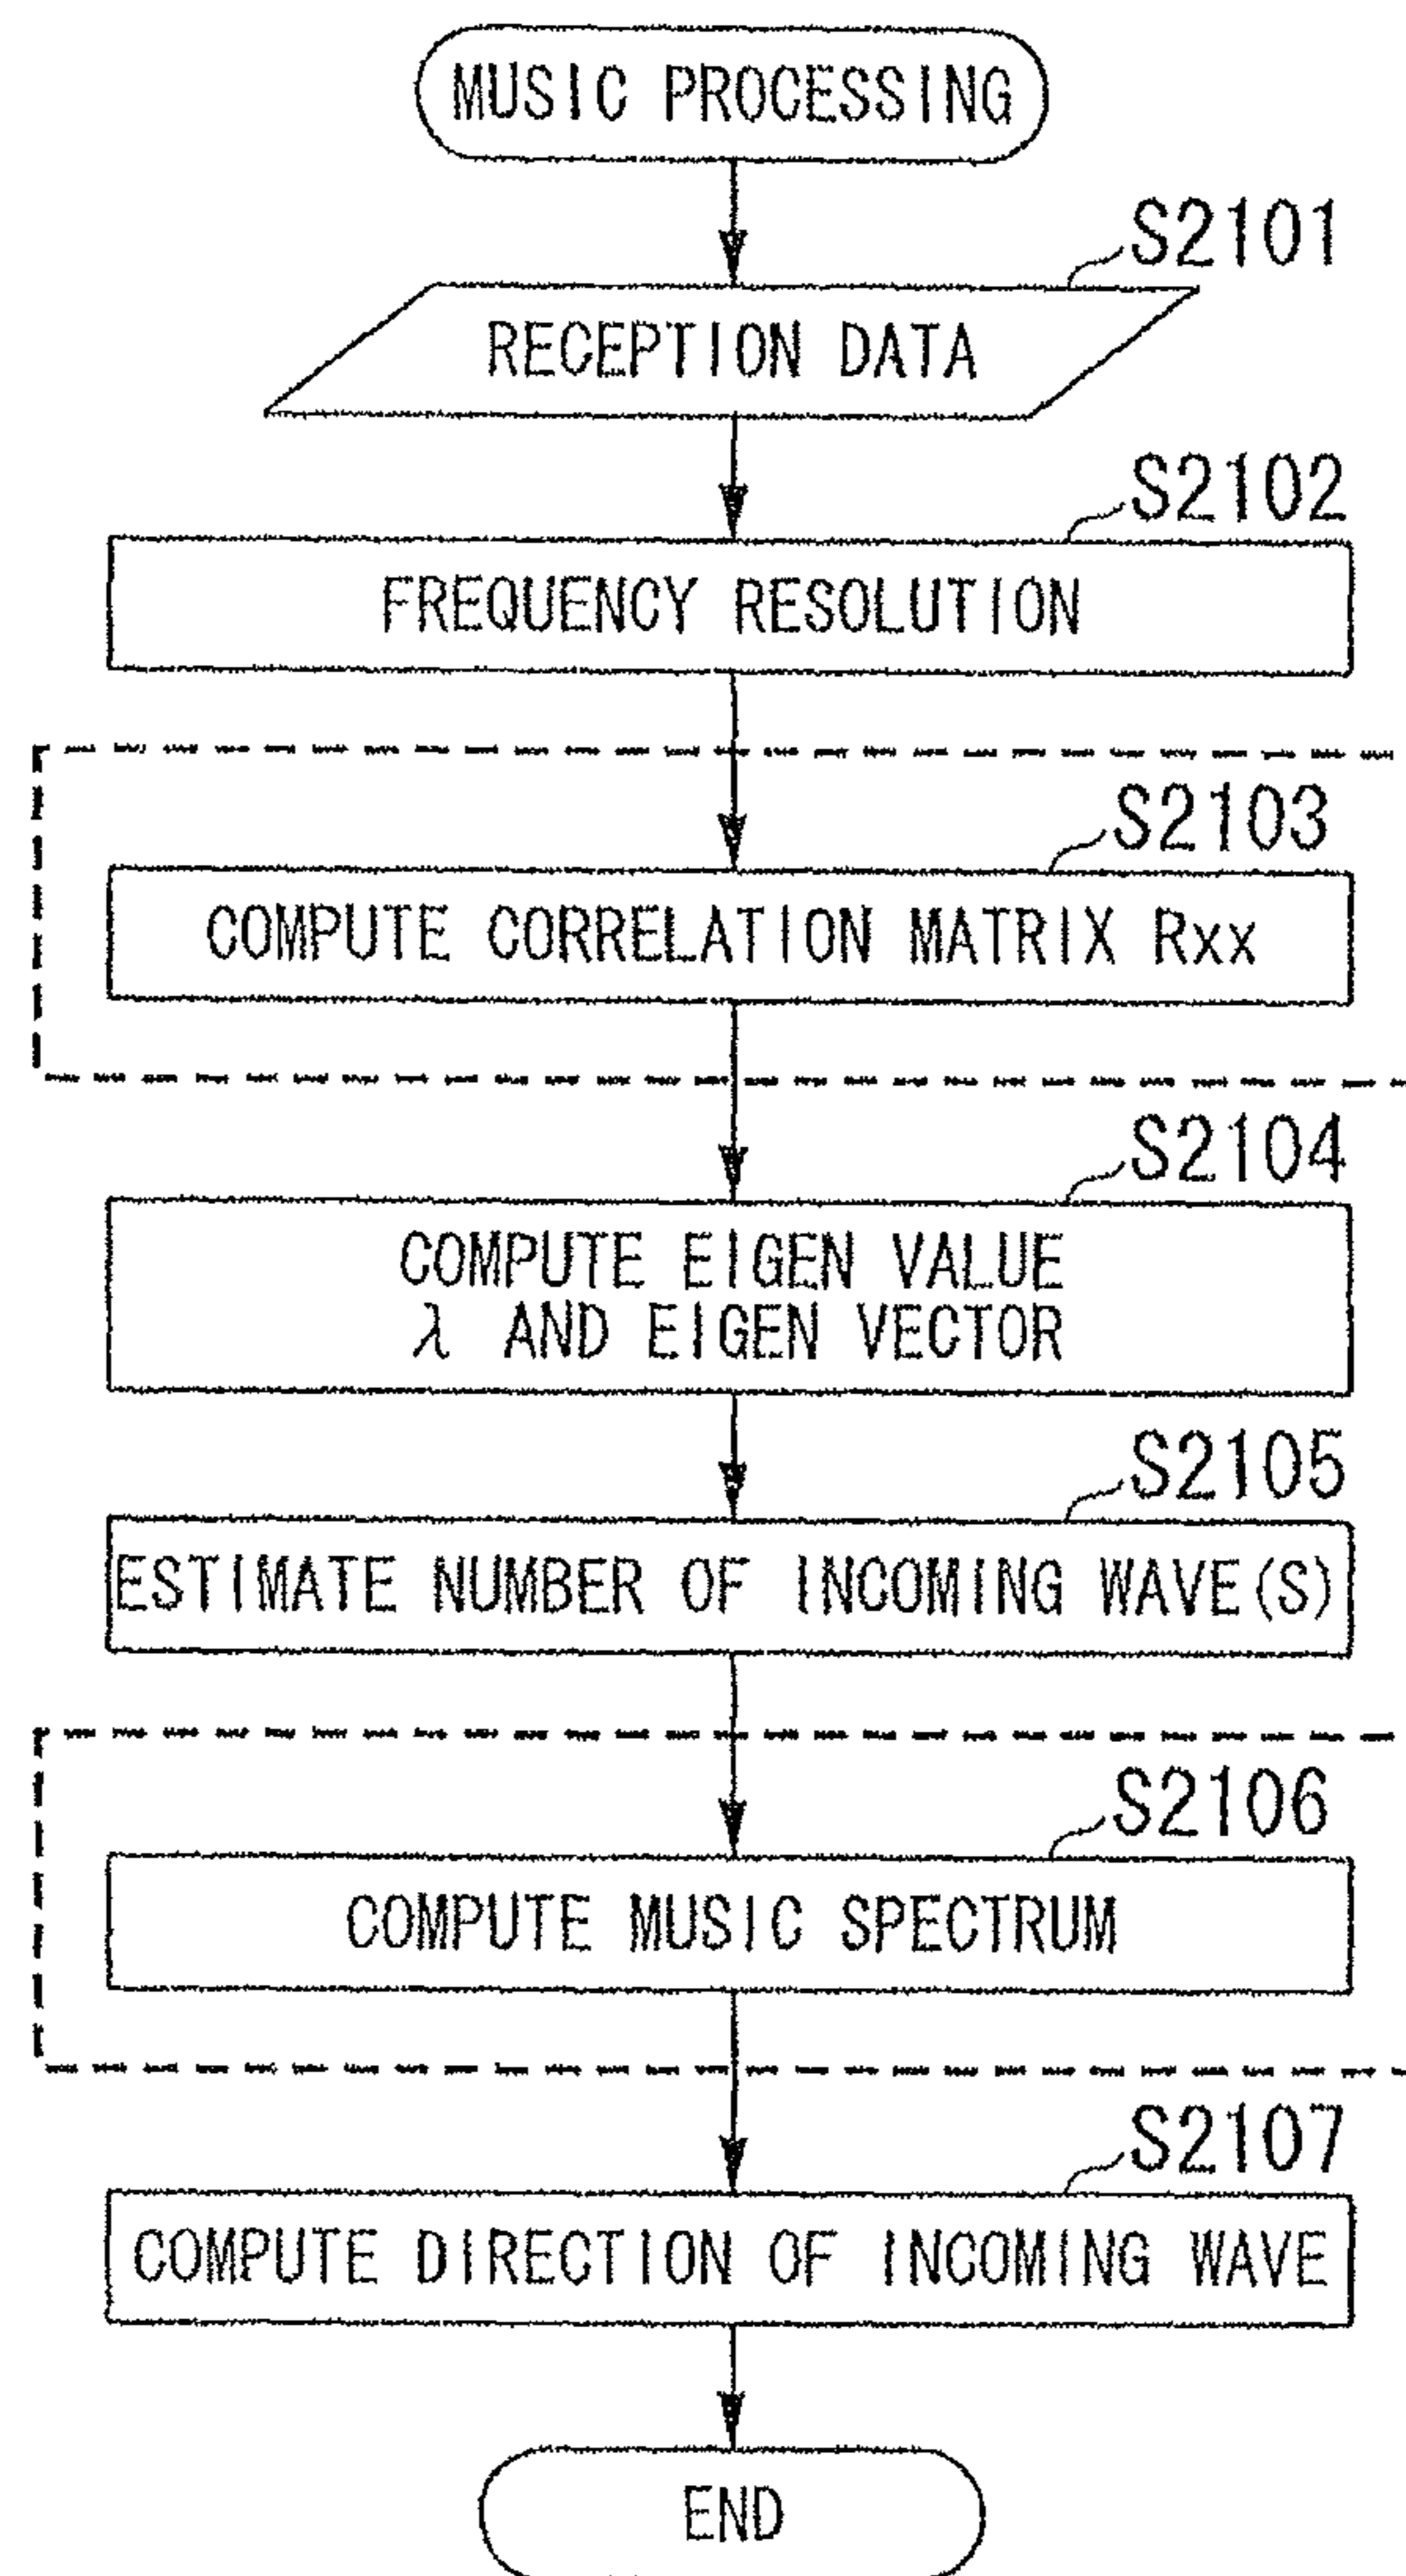 MUSIC PROCESSING
S2101
RECEPTION DATA
S2102
FREQUENCY RESOLUTION
S2103
COMPUTE CORRELATION MATRIX Rxx
S2104
COMPUTE EIGEN VALUE
λ AND EIGEN VECTOR
S2105
ESTIMATE NUMBER OF INCOMING WAVE(S)
S2106
COMPUTE MUSIC SPECTRUM
S2107
COMPUTE DIRECTION OF INCOMING WAVE
END